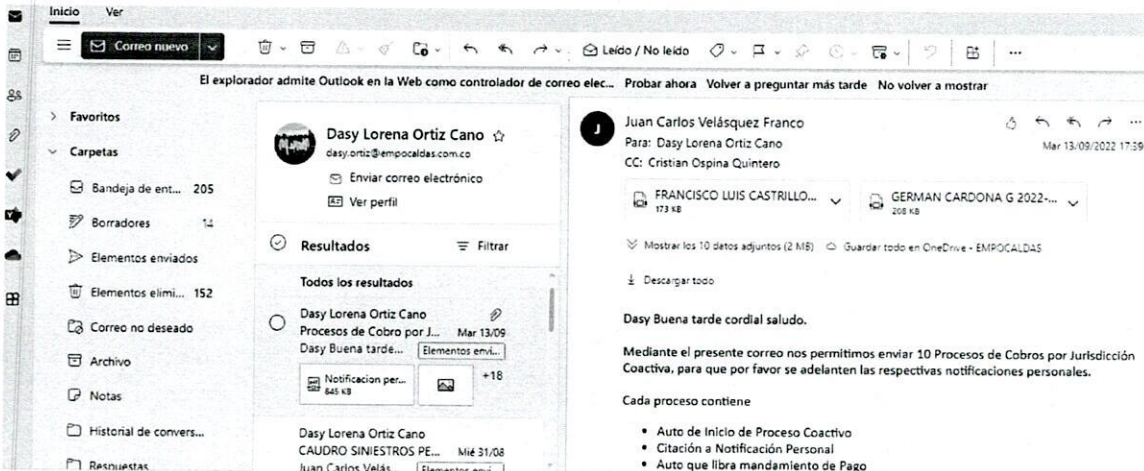 Inicio Ver
Correo nuevo
Leído / No leído
El explorador admite Outlook en la Web como controlador de correo elec... Probar ahora Volver a preguntar más tarde No volver a mostrar
Favoritos
Carpetas
Bandeja de ent... 205
Borradores 14
Elementos enviados
Elementos elimi... 152
Correo no deseado
Archivo
Notas
Historial de convers...
Respuestas
Dasy Lorena Ortiz Cano
dasy.ortiz@empocaldas.com.co
Enviar correo electrónico
Ver perfil
Resultados Filtrar
Todos los resultados
Dasy Lorena Ortiz Cano
Procesos de Cobro por J... Mar 13/09
Dasy Buena tarde... Elementos envi...
Notificacion per... +18
645 KB
Dasy Lorena Ortiz Cano
CAUDRO SINIESTROS PE... Mié 31/08
Juan Carlos Velás... Elementos envi...
J
Juan Carlos Velásquez Franco
Para: Dasy Lorena Ortiz Cano Mar 13/09/2022 17:39
CC: Cristian Ospina Quintero
FRANCISCO LUIS CASTRILLO... GERMAN CARDONA G 2022-...
173 KB 208 KB
Mostrar los 10 datos adjuntos (2 MB) Guardar todo en OneDrive - EMPOCALDAS
Descargar todo
Dasy Buena tarde cordial saludo.
Mediante el presente correo nos permitimos enviar 10 Procesos de Cobros por Jurisdicción
Coactiva, para que por favor se adelanten las respectivas notificaciones personales.
Cada proceso contiene
• Auto de Inicio de Proceso Coactivo
• Citación a Notificación Personal
• Auto que libra mandamiento de Pago